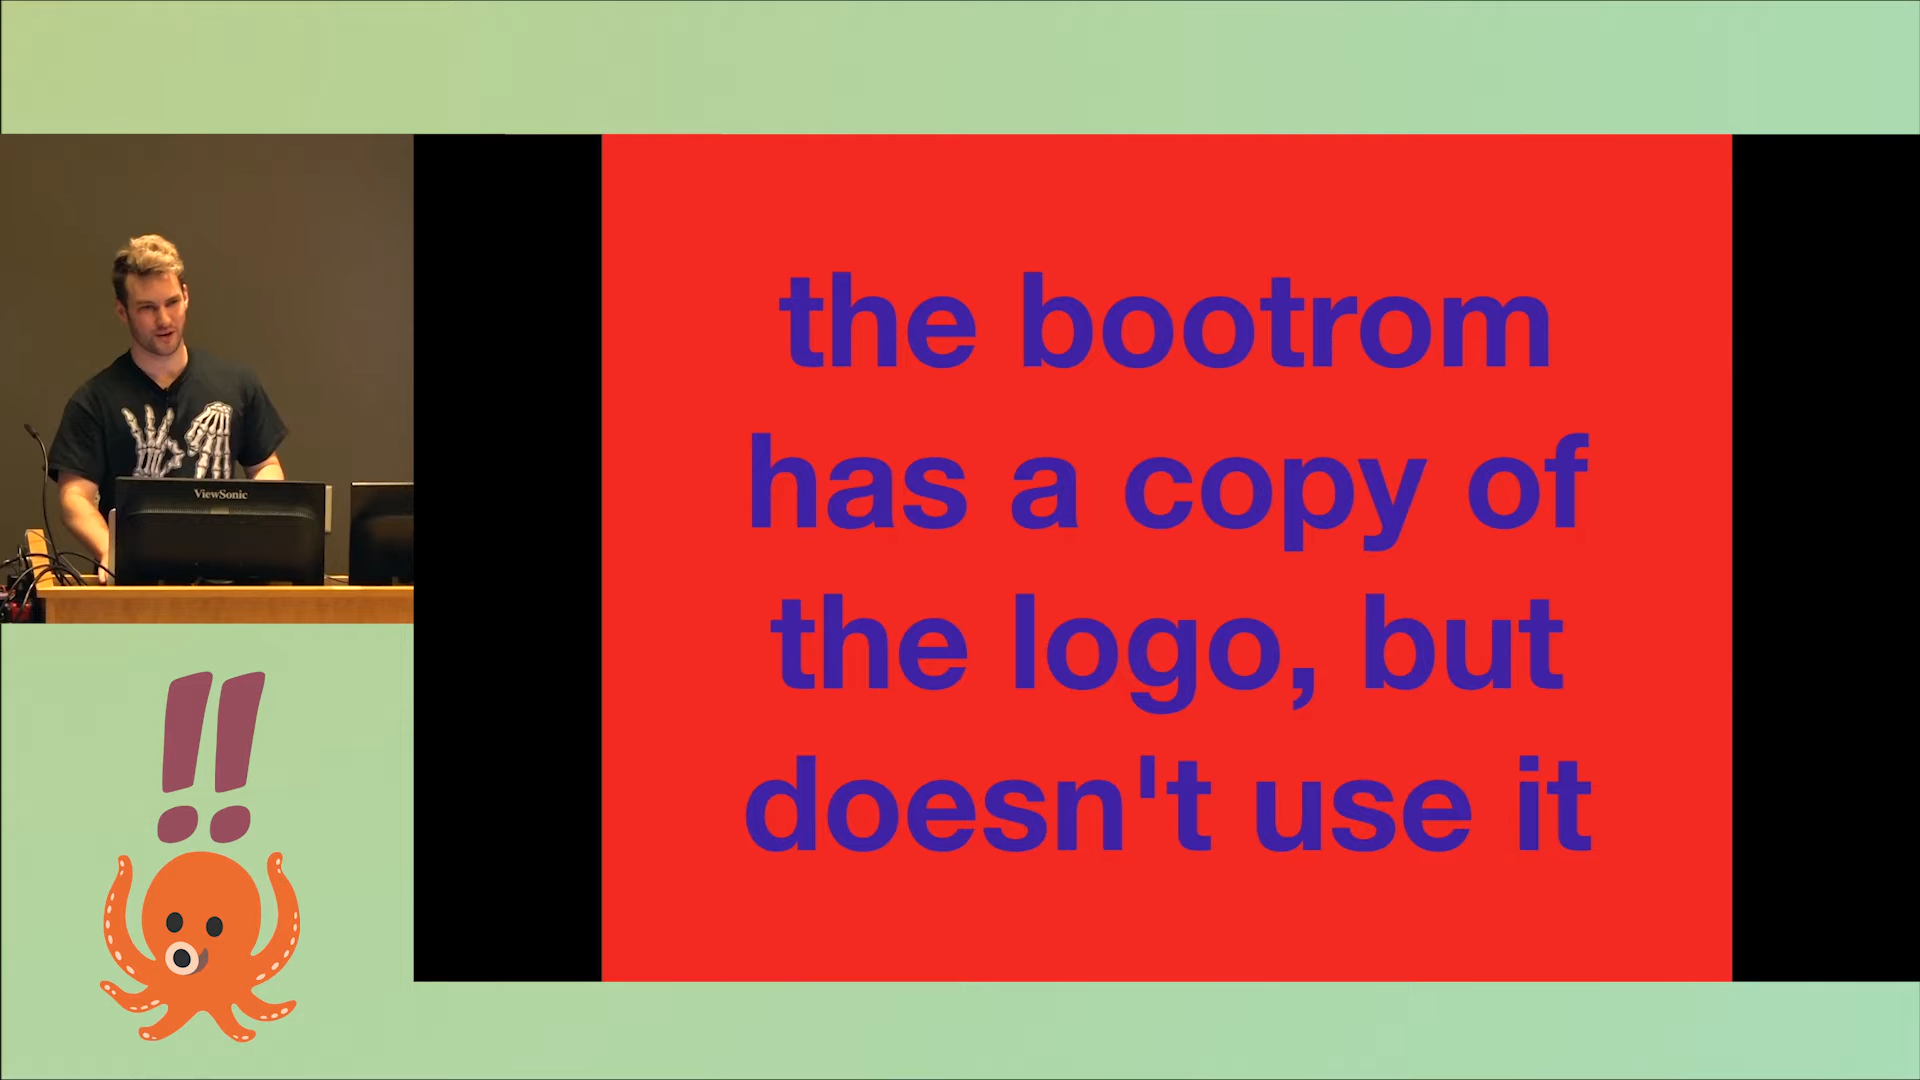 ViewSonic
the bootrom
has a copy of
the logo, but
doesn't use it
!!